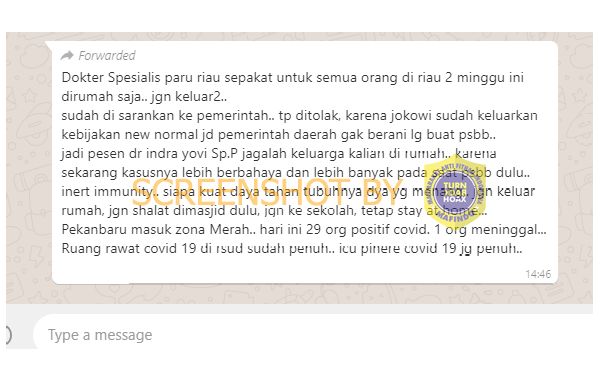 Forwarded
Dokter Spesialis paru riau sepakat untuk semua orang di riau 2 minggu ini
dirumah saja.. jgn keluar2..
sudah di sarankan ke pemerintah.. tp ditolak, karena jokowi sudah keluarkan
kebijakan new normal jd pemerintah daerah gak berani lg buat psbb..
jadi pesen dr indra yovi Sp.P jagalah keluarga kalian di rumah.. karena
sekarang kasusnya lebih berbahaya dan lebih banyak pada saat psbb dulu..
inert immunity.. siapa kuat daya tahan tubuhnya dya yg menang.. jgn keluar
rumah, jgn shalat dimasjid dulu, jgn ke sekolah, tetap stay at home...
Pekanbaru masuk zona Merah.. hari ini 29 org positif covid. 1 org meninggal...
Ruang rawat covid 19 di rsud sudah penuh.. icu pinere covid 19 jg penuh..
14:46
SCREENSHOT BY
TURN BACK HOAX
Type a message